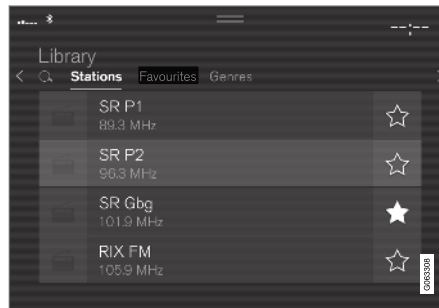 --:--
Library
Stations Favourites Genres
SR P1
89.3 MHz
SR P2
96.3 MHz
SR Gbg
101.9 MHz
RIX FM
105.9 MHz
G063308